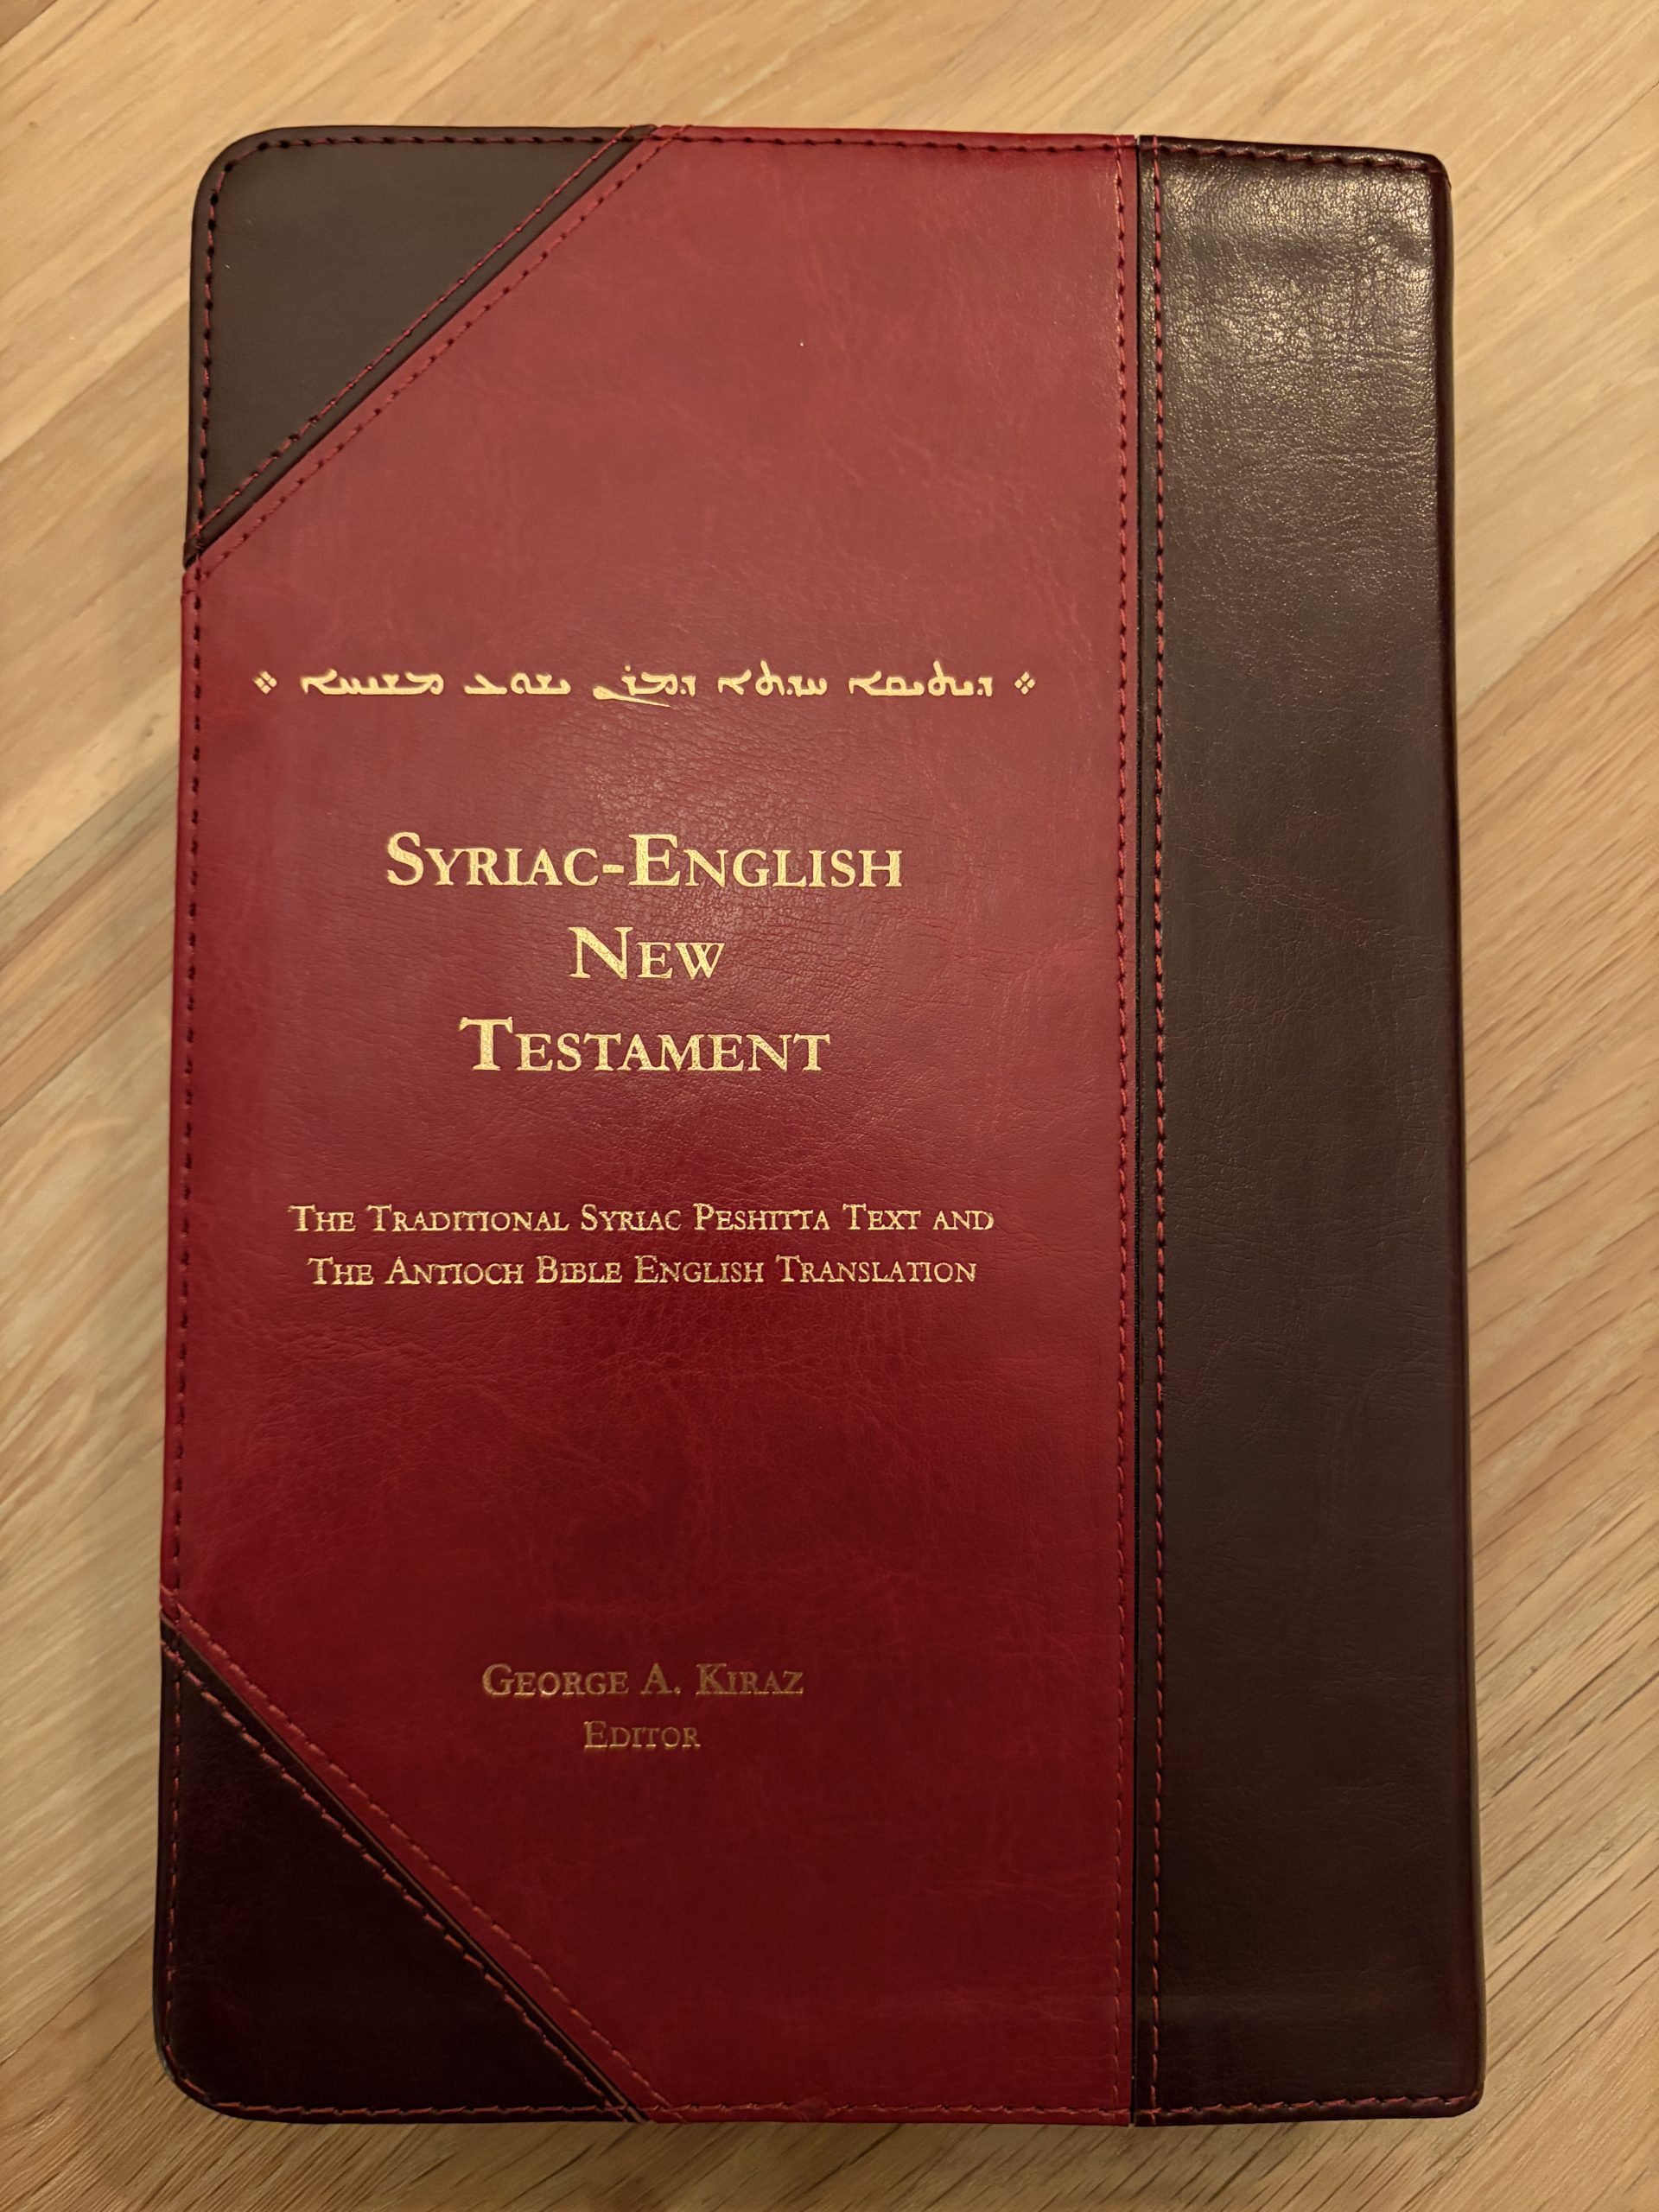 ܀ ܕܝܬܝܩܐ ܚܕܬܐ ܕܡܪܢ ܝܫܘܥ ܡܫܝܚܐ ܀
SYRIAC-ENGLISH
NEW
TESTAMENT
THE TRADITIONAL SYRIAC PESHITTA TEXT AND
THE ANTIOCH BIBLE ENGLISH TRANSLATION
GEORGE A. KIRAZ
EDITOR